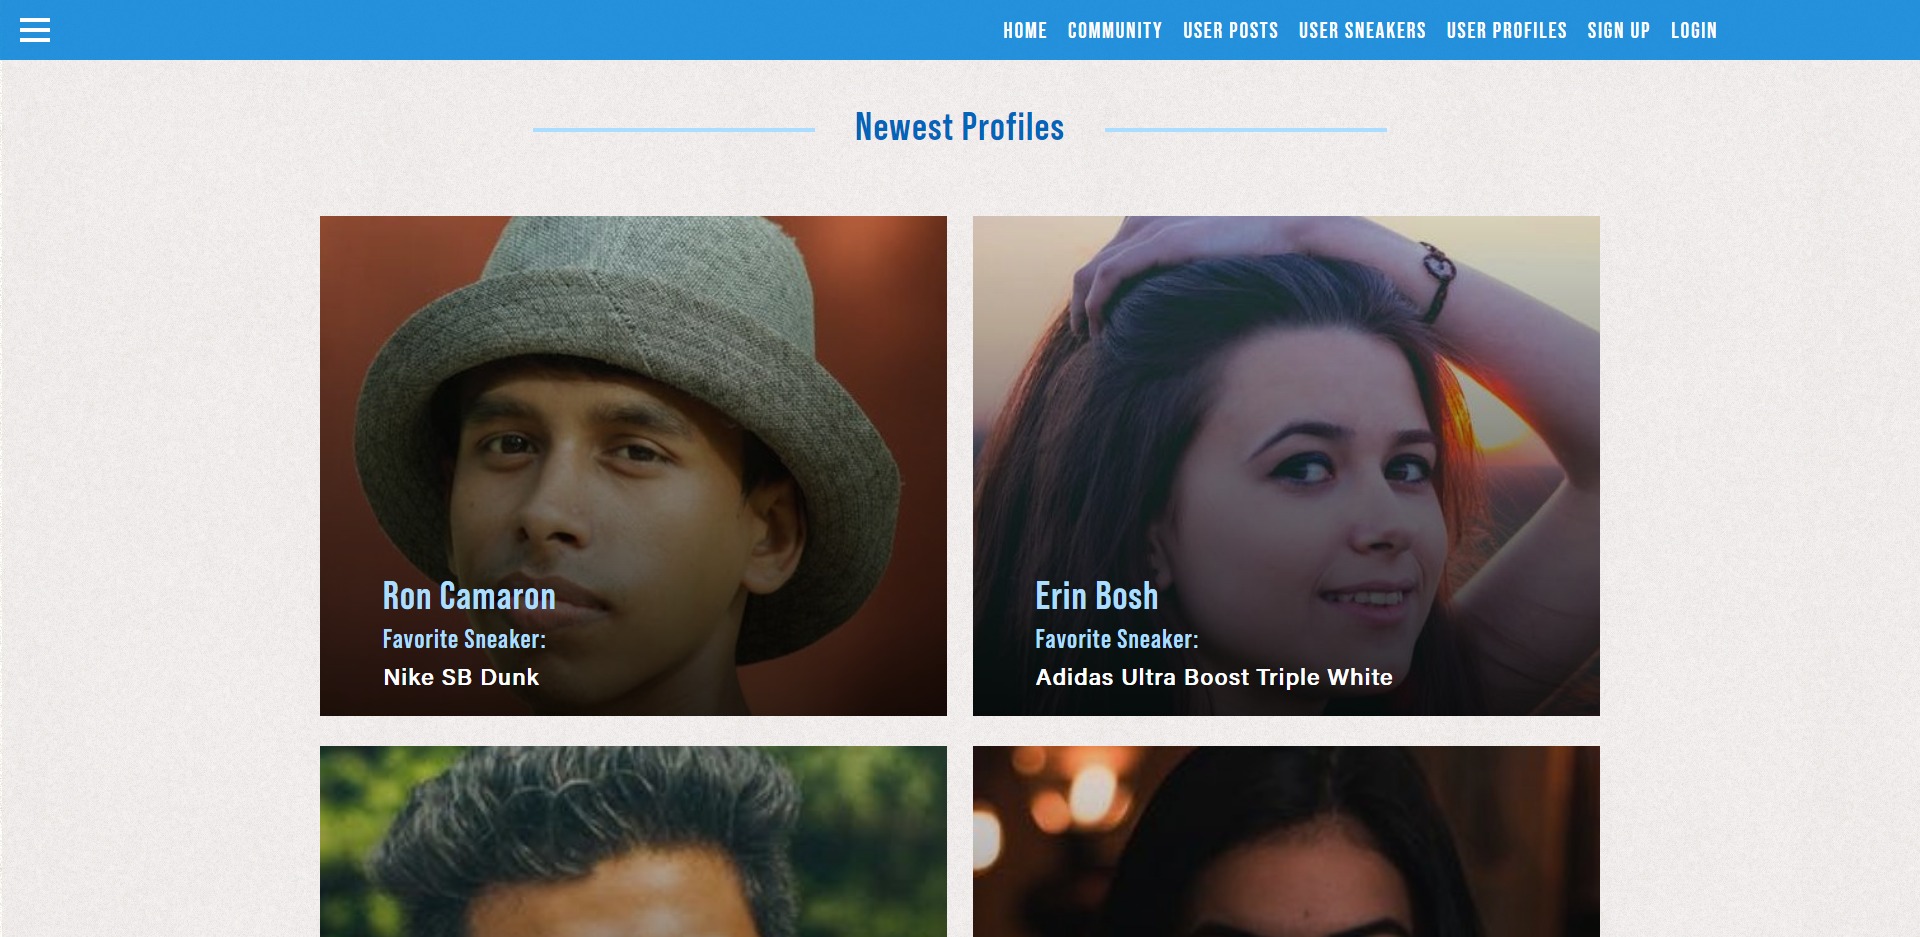 HOME COMMUNITY USER POSTS USER SNEAKERS USER PROFILES SIGN UP LOGIN
Newest Profiles
Ron Camaron
Favorite Sneaker:
Nike SB Dunk
Erin Bosh
Favorite Sneaker:
Adidas Ultra Boost Triple White